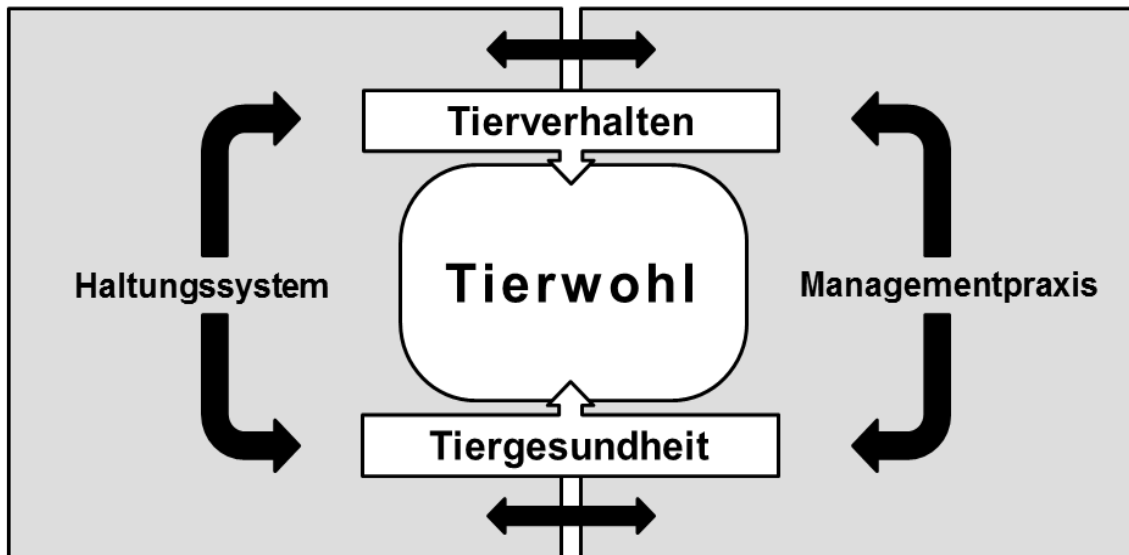 Tierverhalten
Haltungssystem
Tierwohl
Managementpraxis
Tiergesundheit